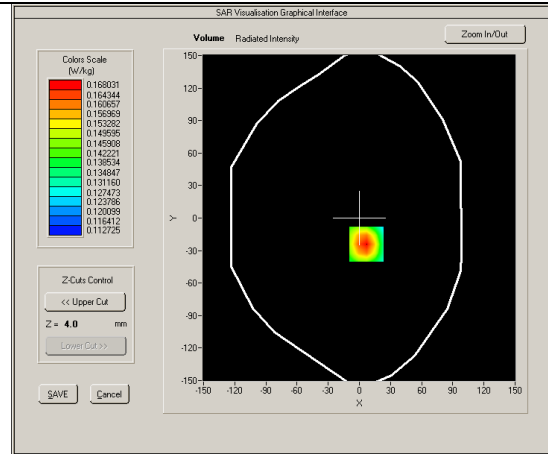 SAR Visualisation Graphical Interface
Volume Radiated Intensity
Zoom In/Out
Colors Scale
(W/kg)
0.168031
0.164344
0.160657
0.156969
0.153282
0.149595
0.145908
0.142221
0.138534
0.134847
0.131160
0.127473
0.123786
0.120099
0.116412
0.112725
Z-Cuts Control
<< Upper Cut
Z = 4.0 mm
Lower Cut >>
SAVE Cancel
150
120
90
60
30
0
-30
-60
-90
-120
-150
Y
-150 -120 -90 -60 -30 0 30 60 90 120 150
X